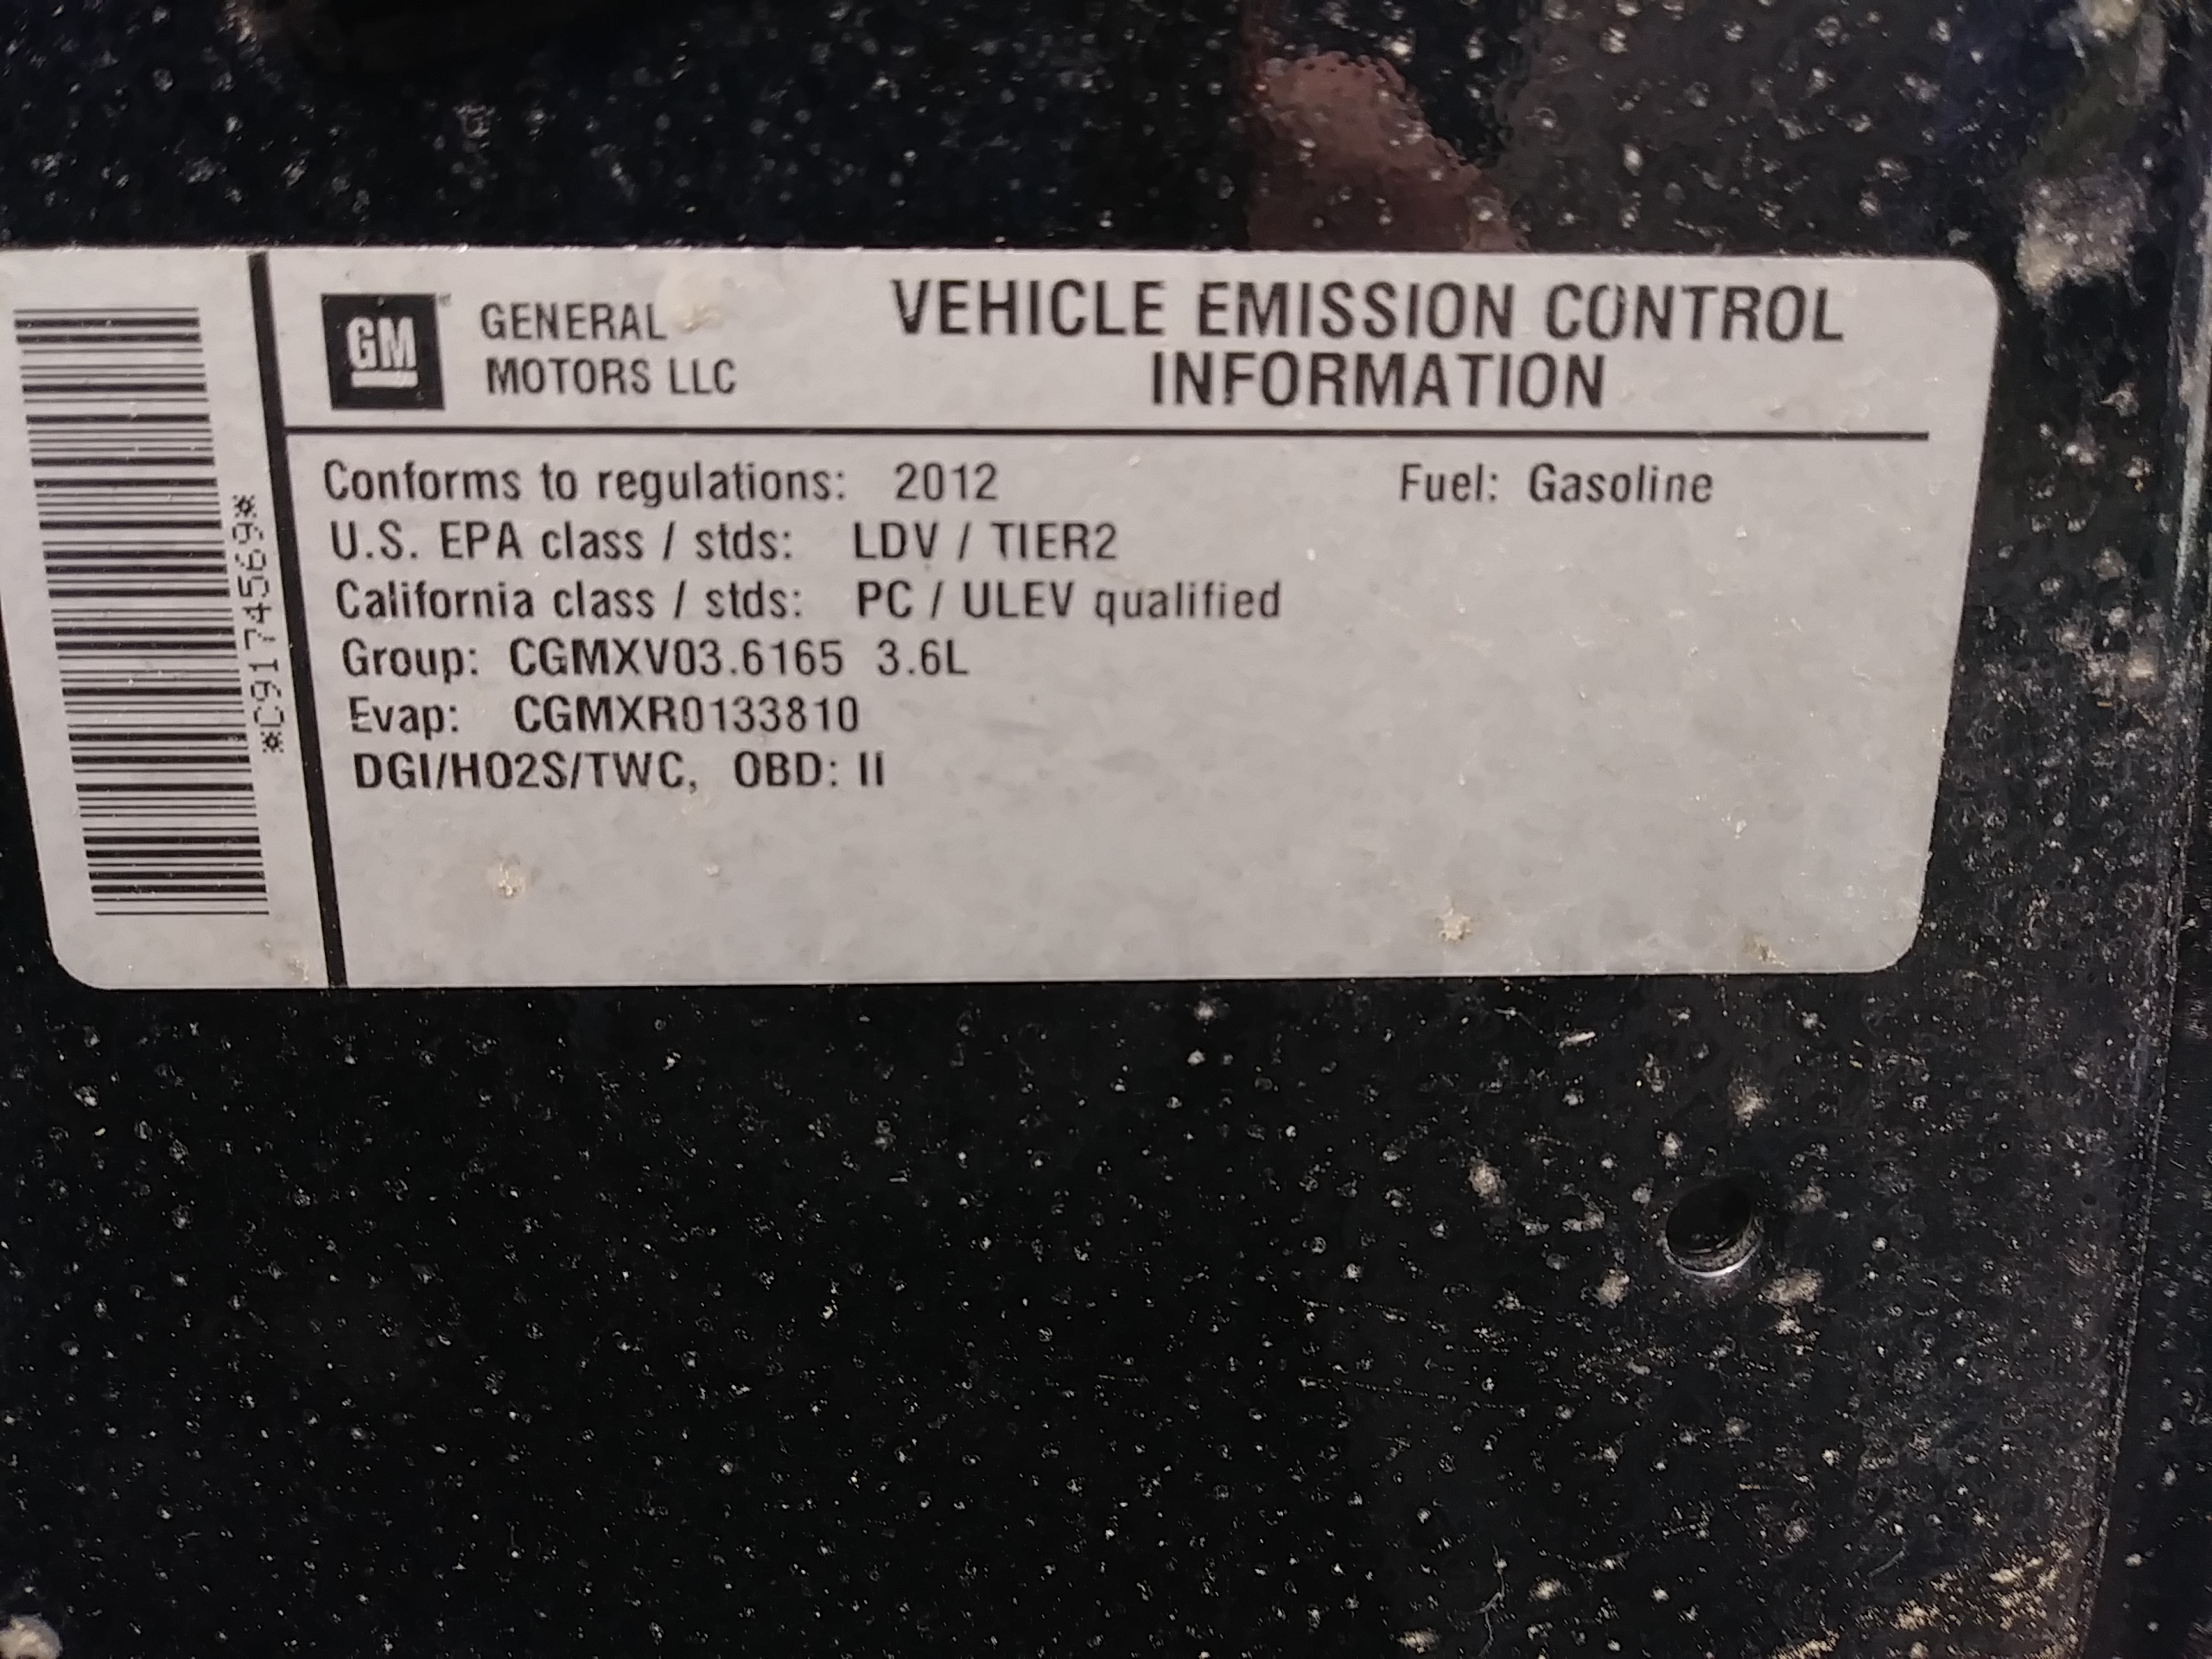 *C9174569*
GM GENERAL MOTORS LLC
VEHICLE EMISSION CONTROL
INFORMATION
Conforms to regulations: 2012 Fuel: Gasoline
U.S. EPA class / stds: LDV / TIER2
California class / stds: PC / ULEV qualified
Group: CGMXV03.6165 3.6L
Evap: CGMXR0133810
DGI/HO2S/TWC, OBD: II